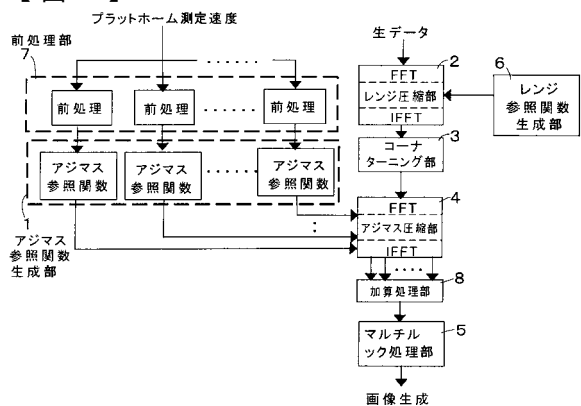 プラットホーム測定速度
前処理部
7
前処理
前処理
前処理
アジマス
参照関数
アジマス
参照関数
アジマス
参照関数
1
アジマス
参照関数
生成部
生データ
2
FFT
レンジ圧縮部
IFFT
6
レンジ
参照関数
生成部
3
コーナ
ターニング部
4
FFT
アジマス圧縮部
IFFT
8
加算処理部
5
マルチル
ック処理部
画像生成